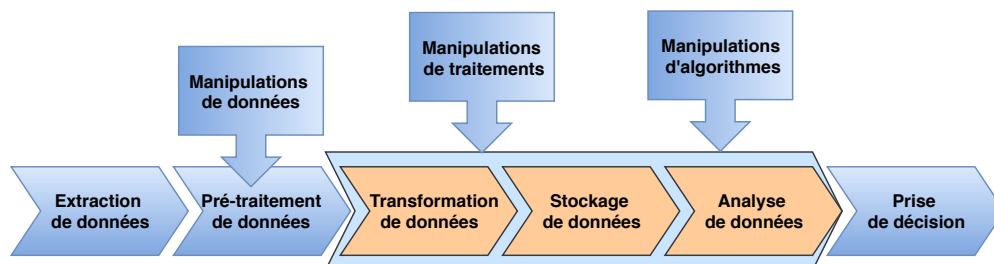 Manipulations
de données
Manipulations
de traitements
Manipulations
d'algorithmes
Extraction
de données
Pré-traitement
de données
Transformation
de données
Stockage
de données
Analyse
de données
Prise
de décision